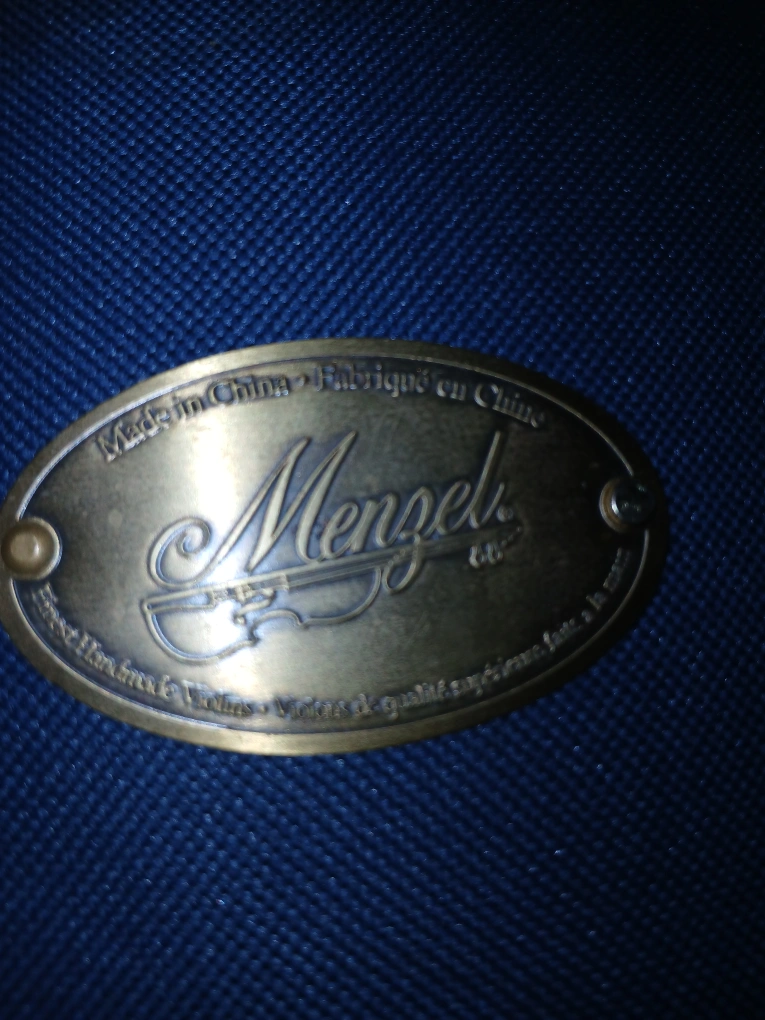 Made in China • Fabriqué en Chine
Menzel
Finest Handmade Violins • Violons de qualité supérieure faits a la main